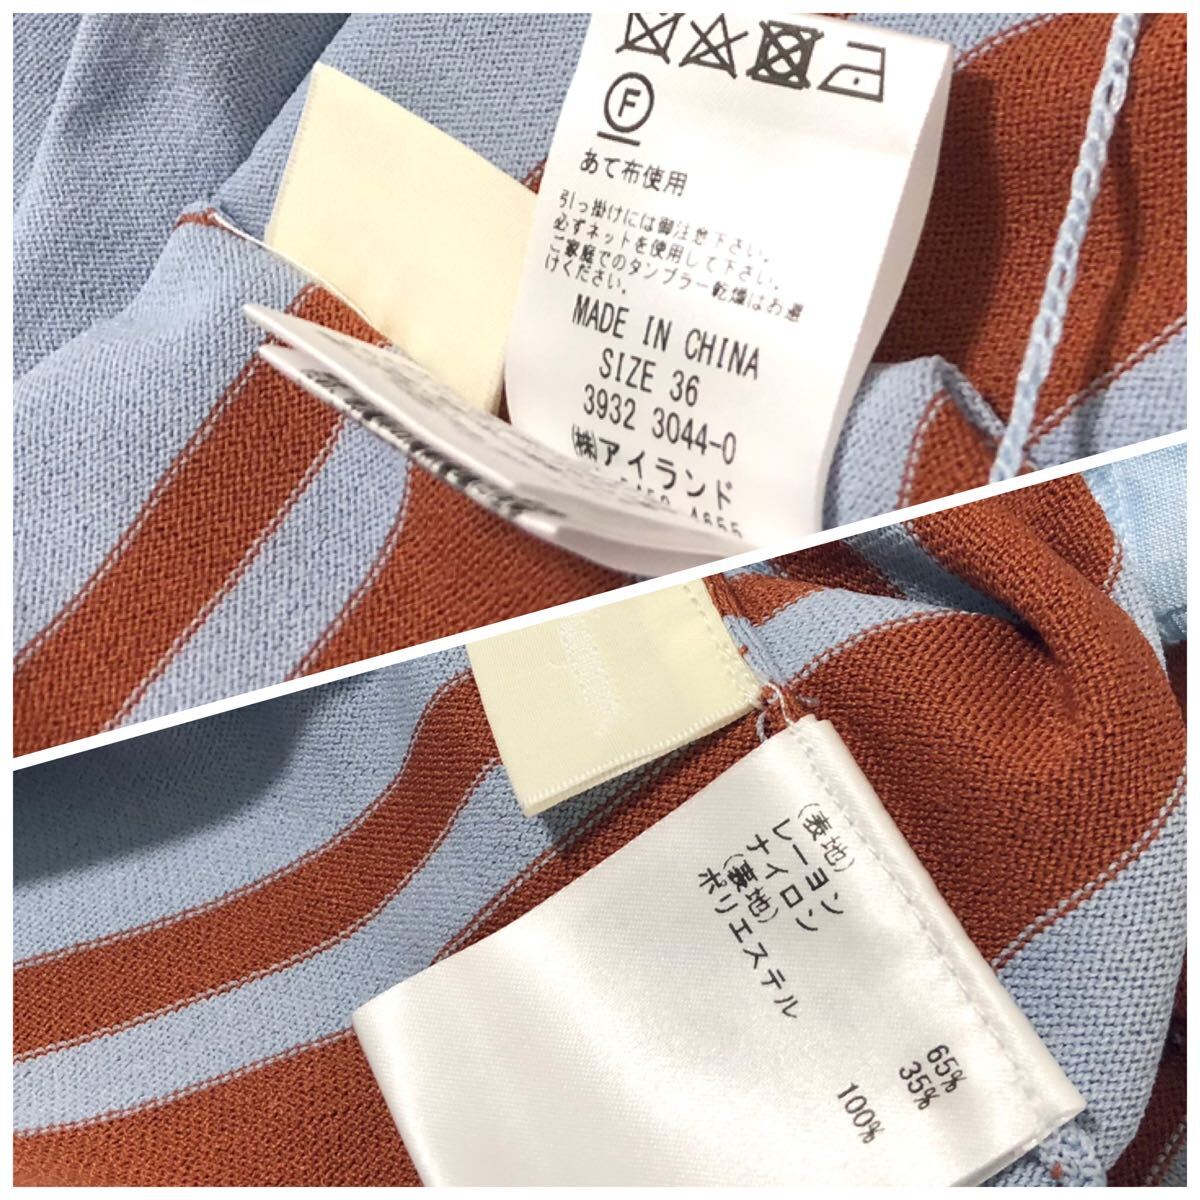 F
あて布使用
引っ掛けには御注意下さい。
必ずネットを使用して下さい。
ご家庭でのタンブラー乾燥はお避
けください。
MADE IN CHINA
SIZE 36
3932 3044-0
㈱アイランド
4655
(表地)
レーヨン 65%
ナイロン 35%
(裏地)
ポリエステル 100%